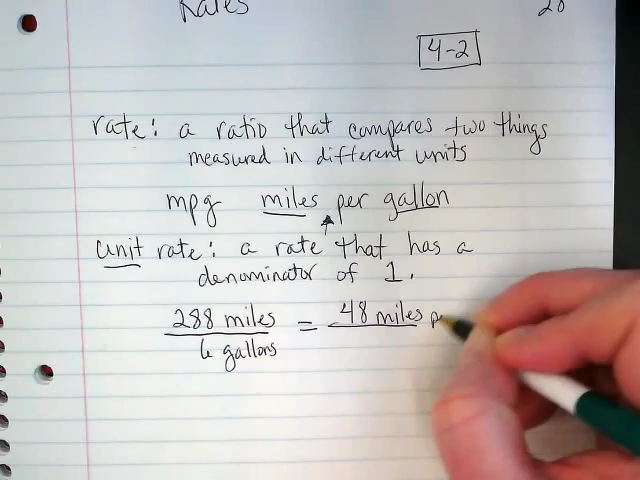 Rates 20
4-2
rate: a ratio that compares two things
measured in different units
mpg miles per gallon
unit rate: a rate that has a
denominator of 1.
288 miles = 48 miles
6 gallons